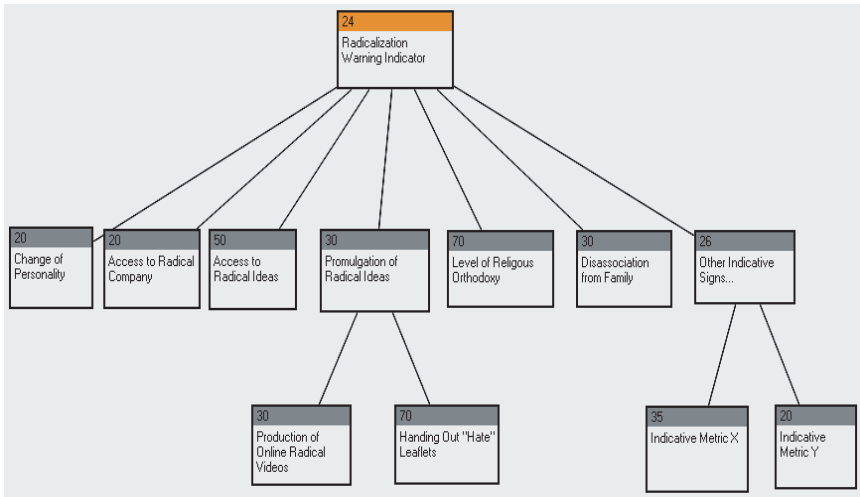 24
Radicalization
Warning Indicator
20
Change of
Personality
20
Access to Radical
Company
50
Access to
Radical Ideas
30
Promulgation of
Radical Ideas
70
Level of Religous
Orthodoxy
30
Disassociation
from Family
26
Other Indicative
Signs...
30
Production of
Online Radical
Videos
70
Handing Out "Hate"
Leaflets
35
Indicative Metric X
20
Indicative
Metric Y